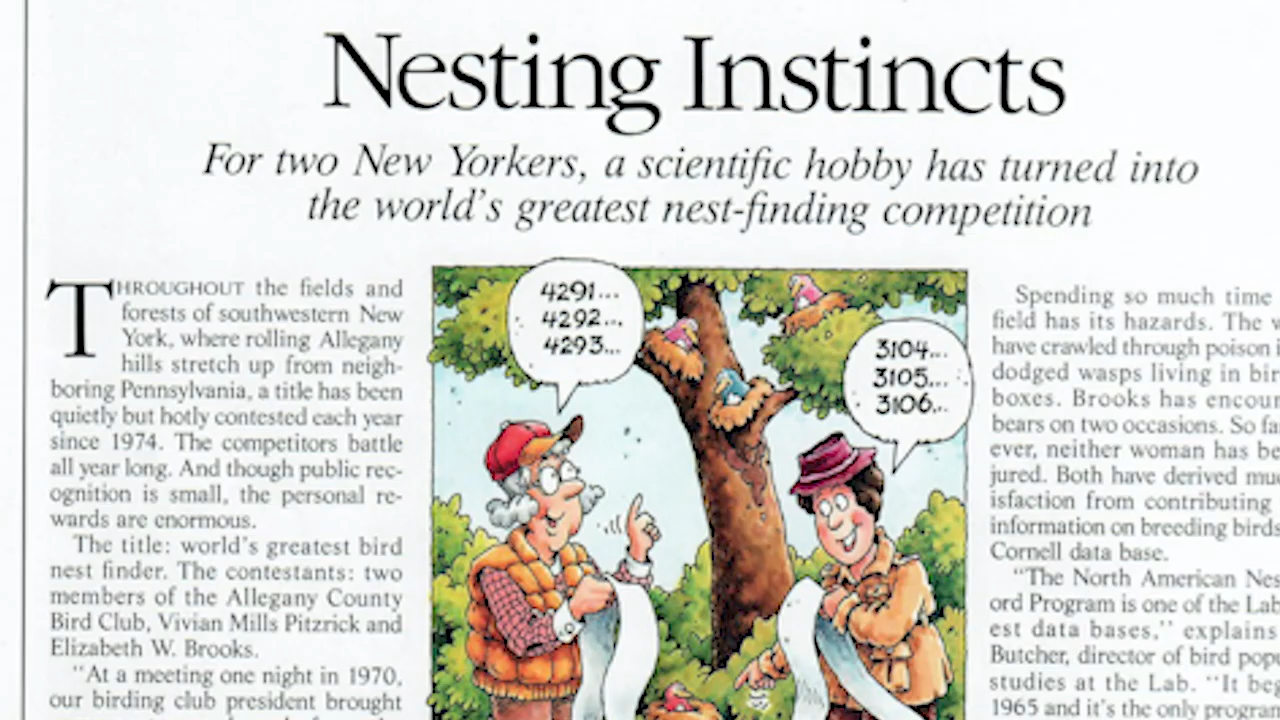 Nesting Instincts
For two New Yorkers, a scientific hobby has turned into
the world's greatest nest-finding competition
THROUGHOUT the fields and
forests of southwestern New
York, where rolling Allegany
hills stretch up from neigh-
boring Pennsylvania, a title has been
quietly but hotly contested each year
since 1974. The competitors battle
all year long. And though public rec-
ognition is small, the personal re-
wards are enormous.
The title: world's greatest bird
nest finder. The contestants: two
members of the Allegany County
Bird Club, Vivian Mills Pitzrick and
Elizabeth W. Brooks.
"At a meeting one night in 1970,
our birding club president brought
4291...
4292...
4293...
3104...
3105...
3106...
Spending so much time
field has its hazards. The
have crawled through poison
dodged wasps living in
boxes. Brooks has
bears on two occasions. So
ever, neither woman has
jured. Both have derived
isfaction from contributing
information on breeding birds
Cornell data base.
"The North American
ord Program is one of the
est data bases," explains
Butcher, director of bird
studies at the Lab. "It
1965 and it's the only program